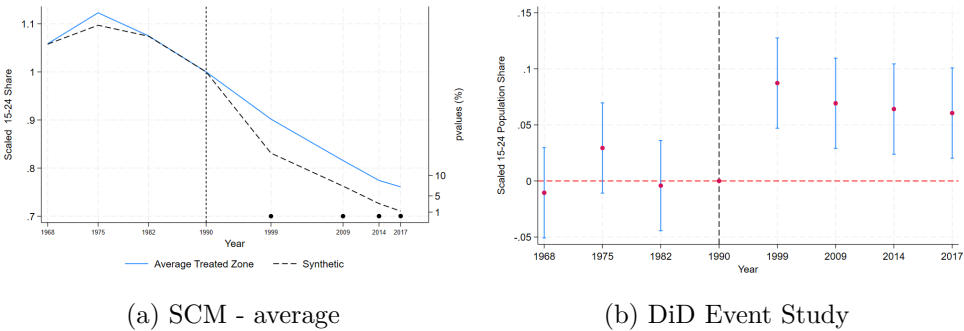 1.1
1
.9
.8
.7
Scaled 15-24 Share
10
5
1
pvalues (%)
1968 1975 1982 1990 1999 2009 2014 2017
Year
Average Treated Zone Synthetic
(a) SCM - average
.15
.1
.05
0
-.05
Scaled 15-24 Population Share
1968 1975 1982 1990 1999 2009 2014 2017
Year
(b) DiD Event Study